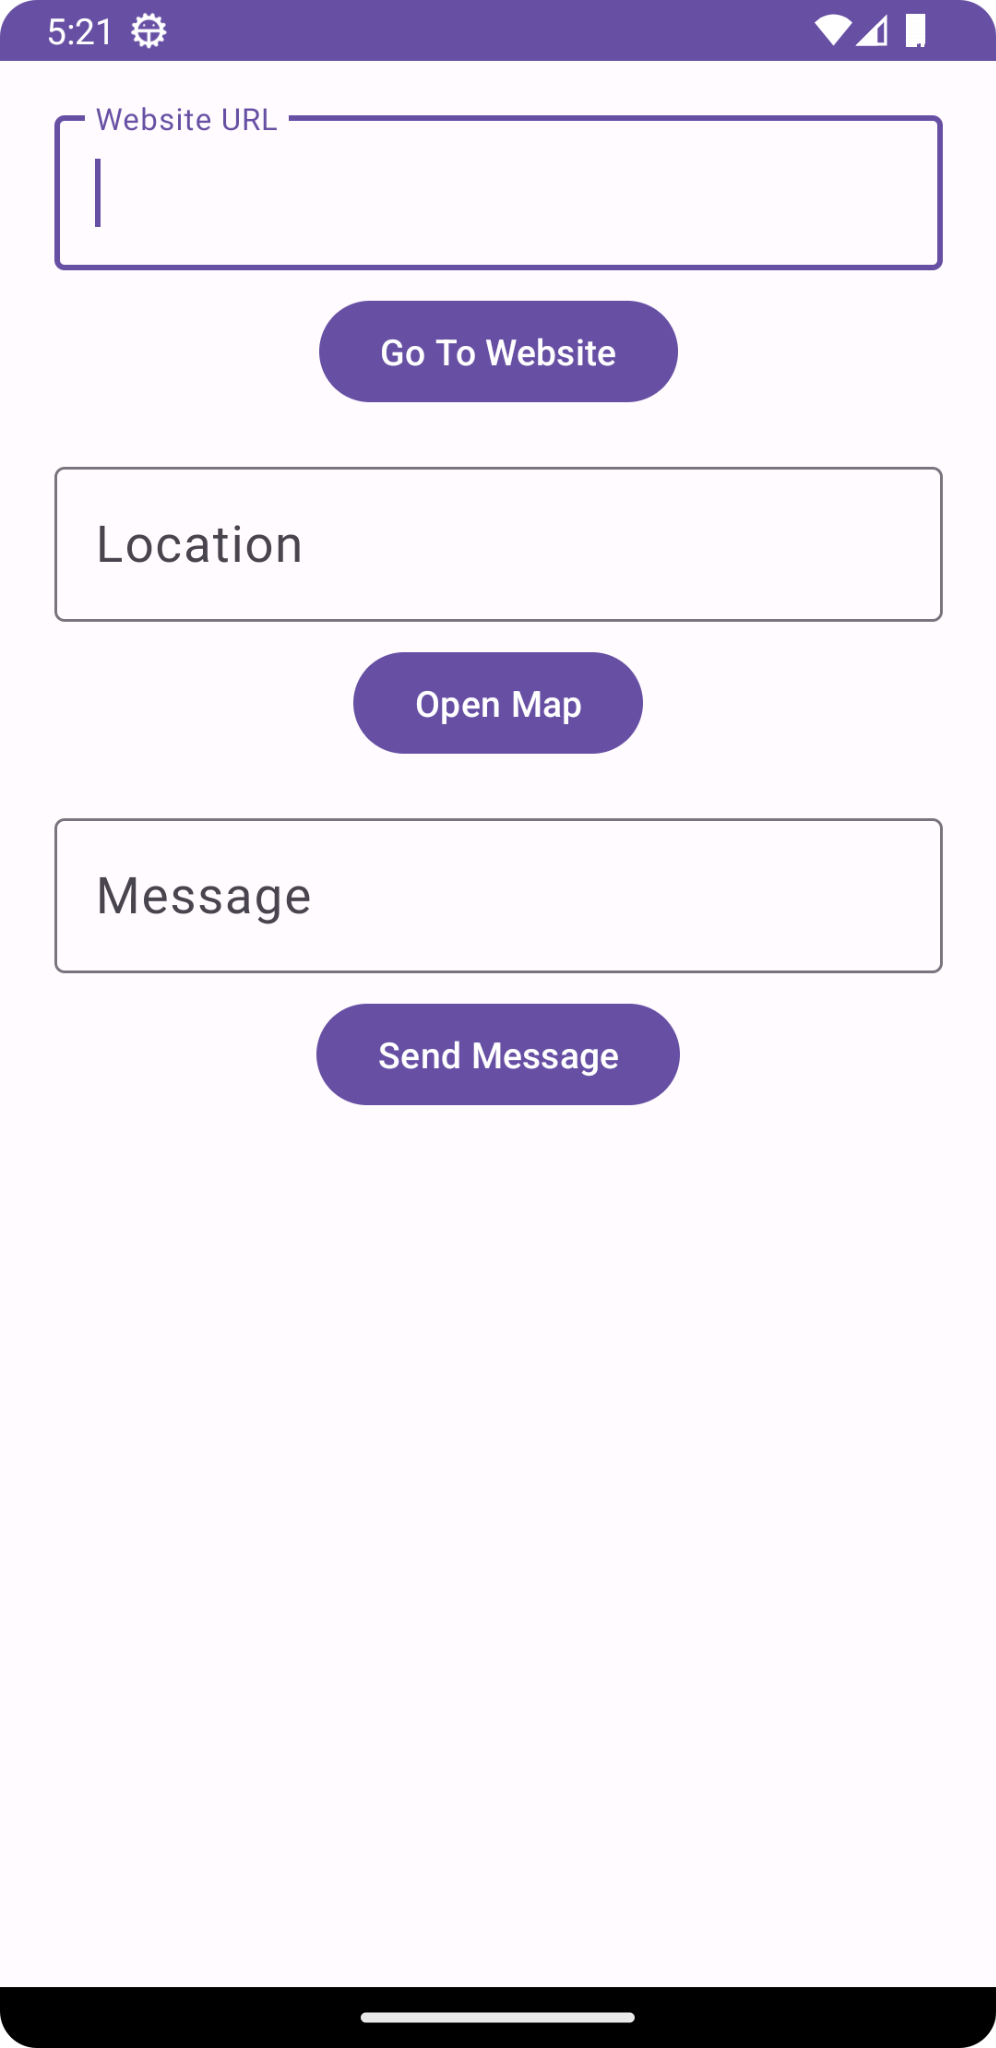 5:21
Website URL
Go To Website
Location
Open Map
Message
Send Message